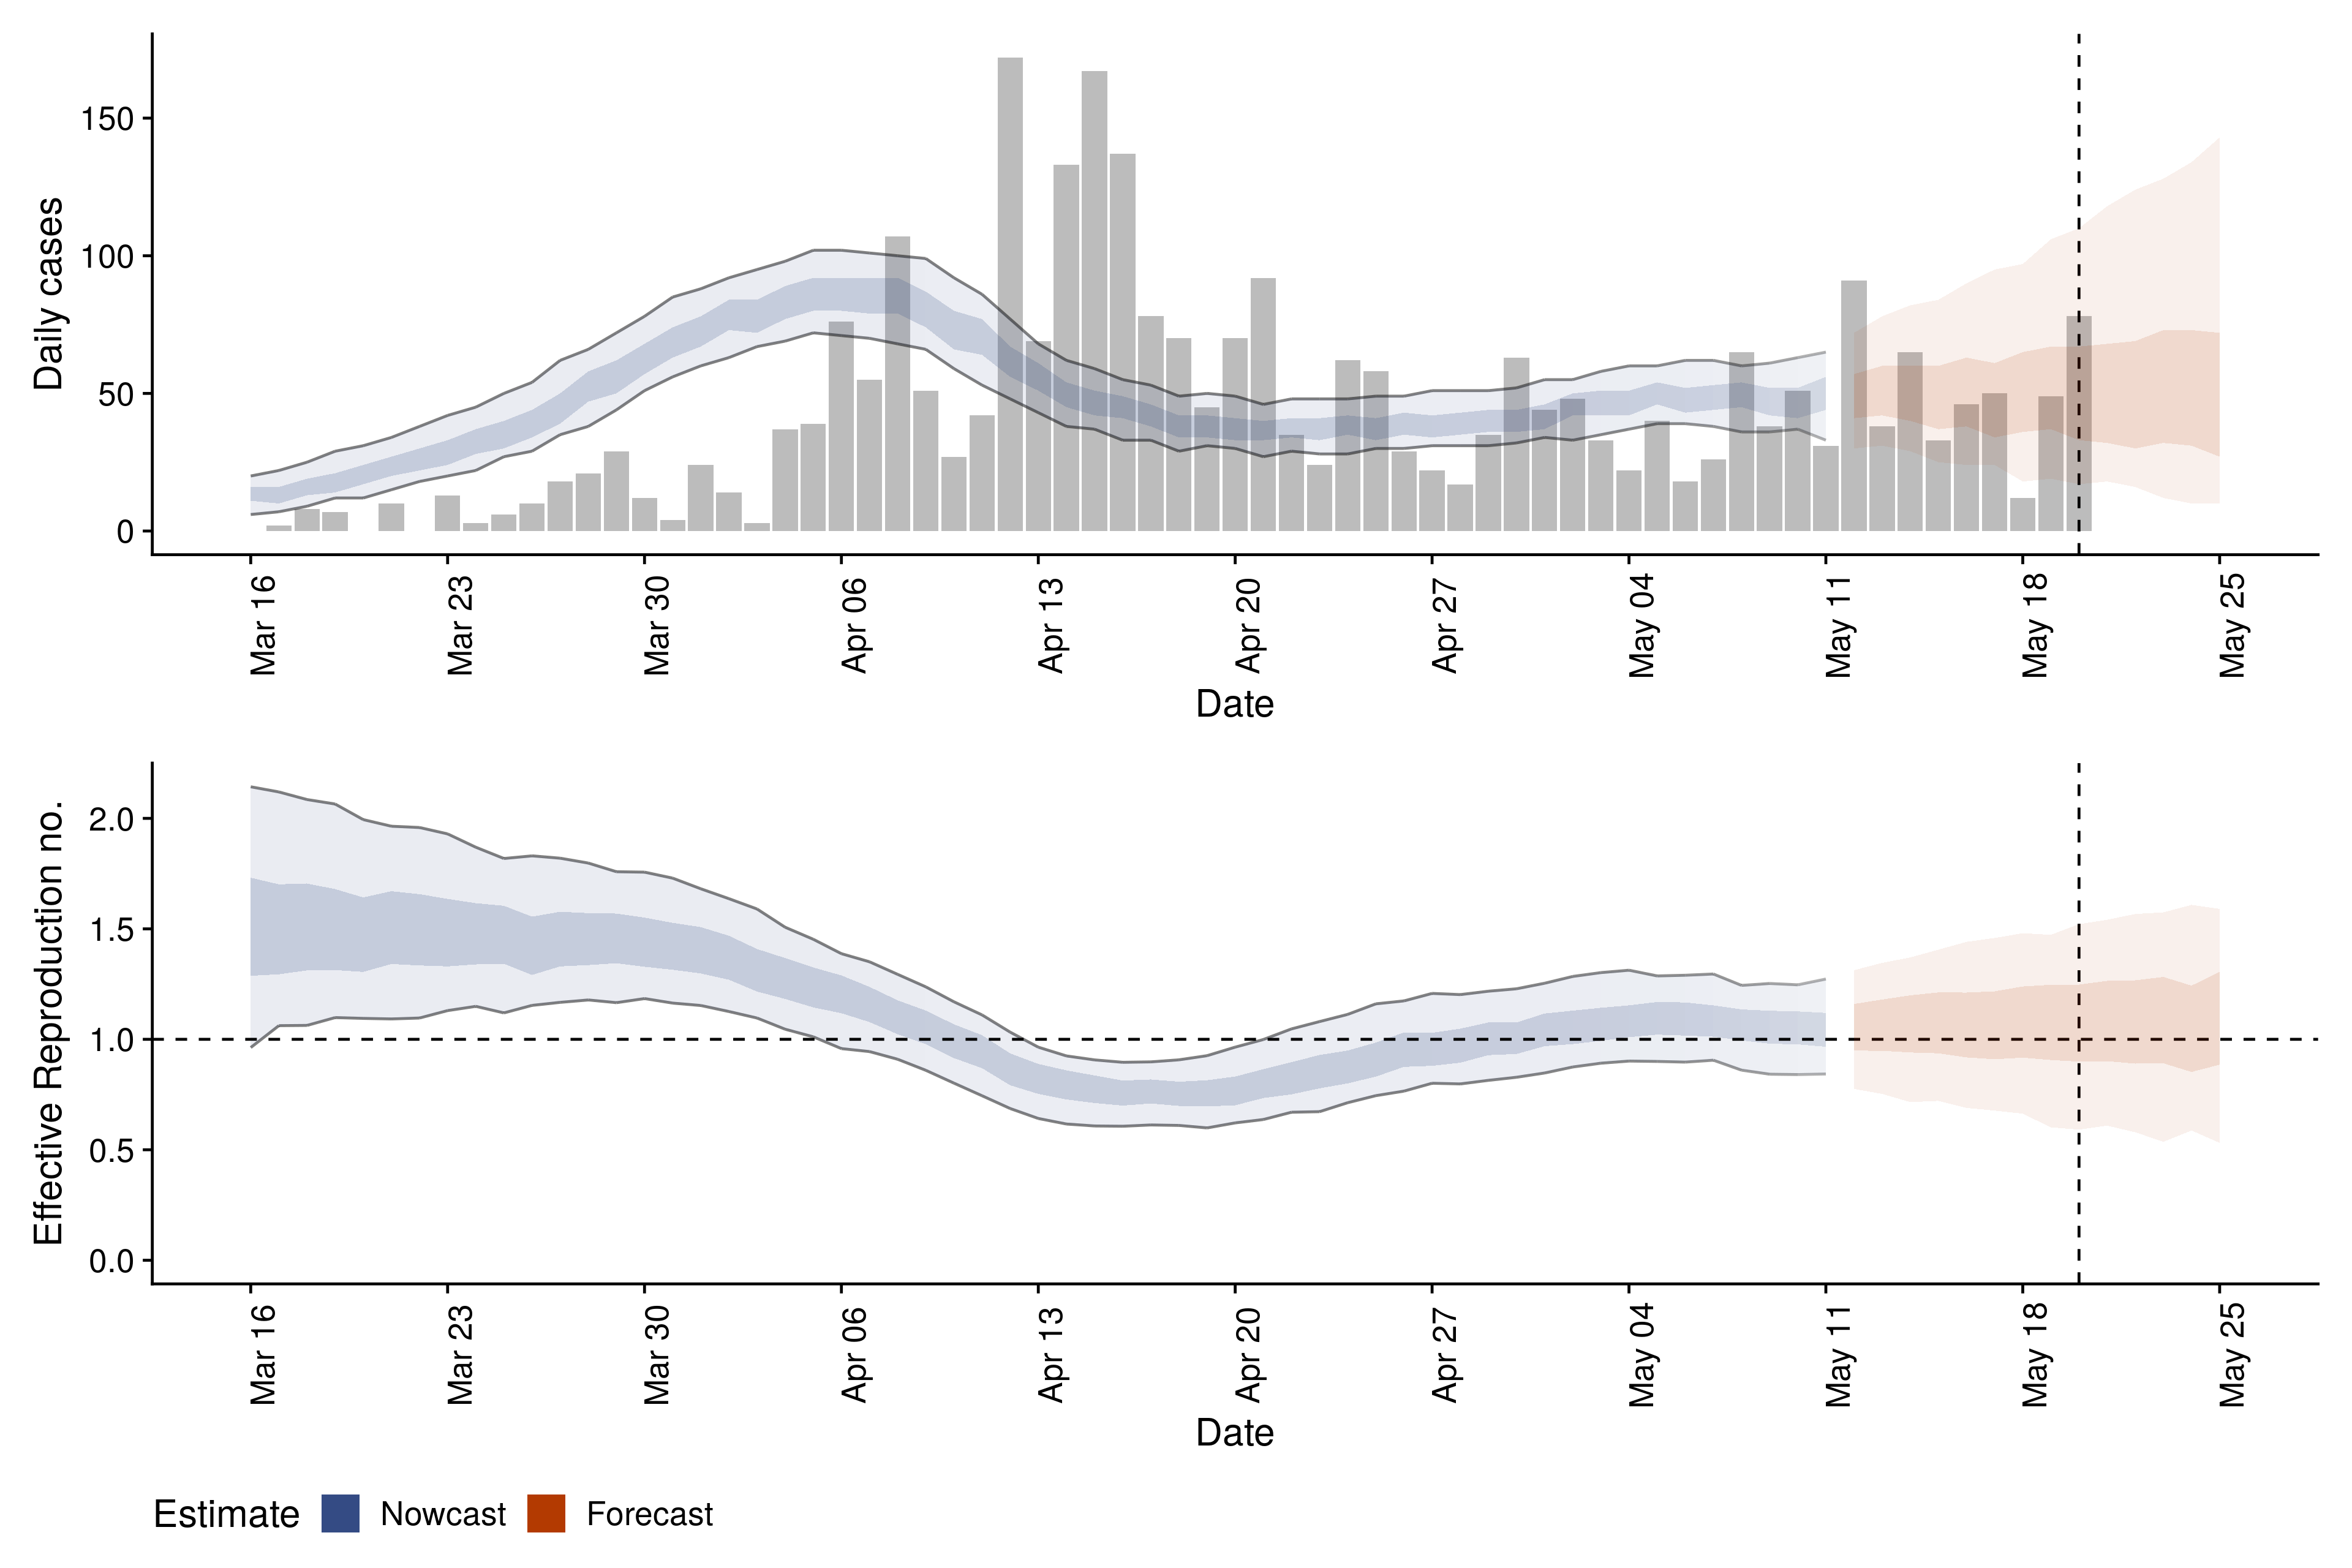 Daily cases
150
100
50
0
Mar 16
Mar 23
Mar 30
Apr 06
Apr 13
Apr 20
Apr 27
May 04
May 11
May 18
May 25
Date
Effective Reproduction no.
2.0
1.5
1.0
0.5
0.0
Mar 16
Mar 23
Mar 30
Apr 06
Apr 13
Apr 20
Apr 27
May 04
May 11
May 18
May 25
Date
Estimate Nowcast Forecast